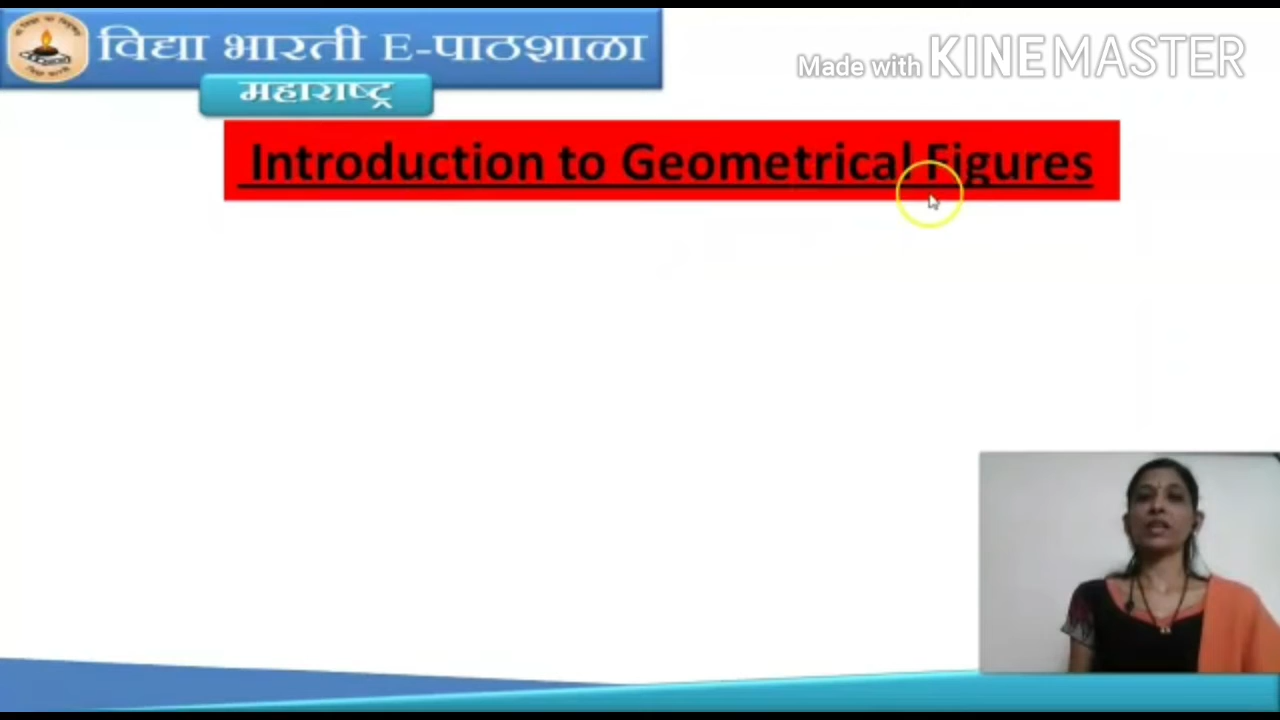 विद्या भारती E-पाठशाळा
Made with KINEMASTER
महाराष्ट्र
Introduction to Geometrical Figures